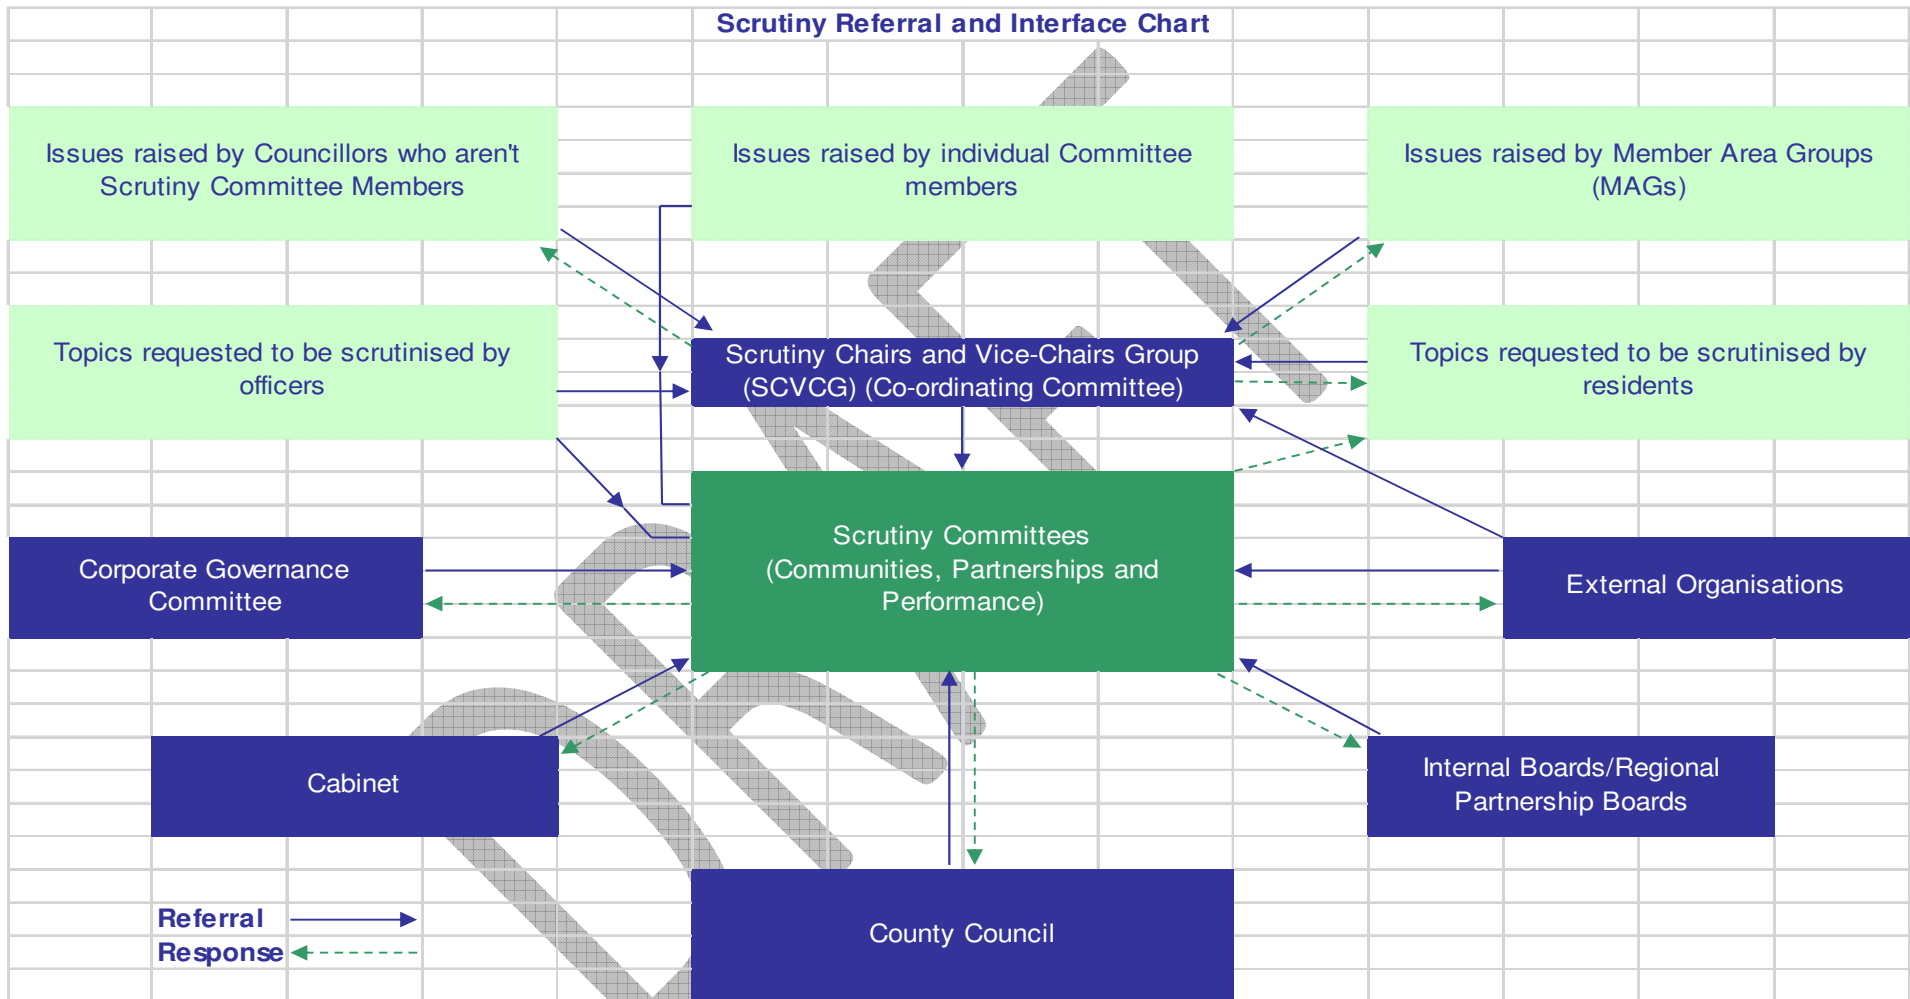 Scrutiny Referral and Interface Chart
Issues raised by Councillors who aren't
Scrutiny Committee Members
Issues raised by individual Committee
members
Issues raised by Member Area Groups
(MAGs)
Topics requested to be scrutinised by
officers
Scrutiny Chairs and Vice-Chairs Group
(SCVCG) (Co-ordinating Committee)
Topics requested to be scrutinised by
residents
Corporate Governance
Committee
Scrutiny Committees
(Communities, Partnerships and
Performance)
External Organisations
Cabinet
Internal Boards/Regional
Partnership Boards
County Council
Referral
Response
DRAFT